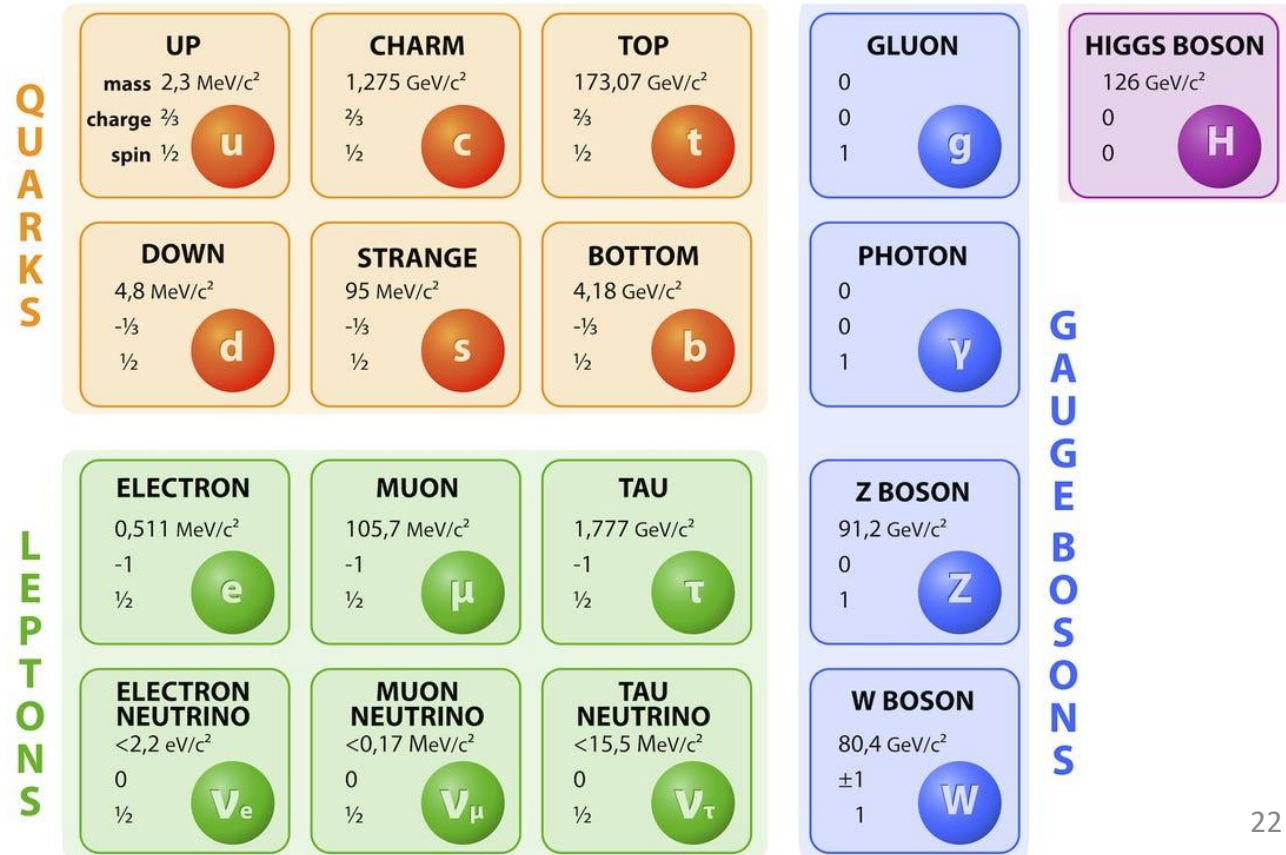 QUARKS
UP
mass 2,3 MeV/c²
charge ⅔
spin ½
u
CHARM
1,275 GeV/c²
⅔
½
c
TOP
173,07 GeV/c²
⅔
½
t
DOWN
4,8 MeV/c²
-⅓
½
d
STRANGE
95 MeV/c²
-⅓
½
s
BOTTOM
4,18 GeV/c²
-⅓
½
b
LEPTONS
ELECTRON
0,511 MeV/c²
-1
½
e
MUON
105,7 MeV/c²
-1
½
μ
TAU
1,777 GeV/c²
-1
½
τ
ELECTRON
NEUTRINO
<2,2 eV/c²
0
½
νe
MUON
NEUTRINO
<0,17 MeV/c²
0
½
νμ
TAU
NEUTRINO
<15,5 MeV/c²
0
½
ντ
GLUON
0
0
1
g
PHOTON
0
0
1
γ
Z BOSON
91,2 GeV/c²
0
1
Z
W BOSON
80,4 GeV/c²
±1
1
W
GAUGE BOSONS
HIGGS BOSON
126 GeV/c²
0
0
H
22